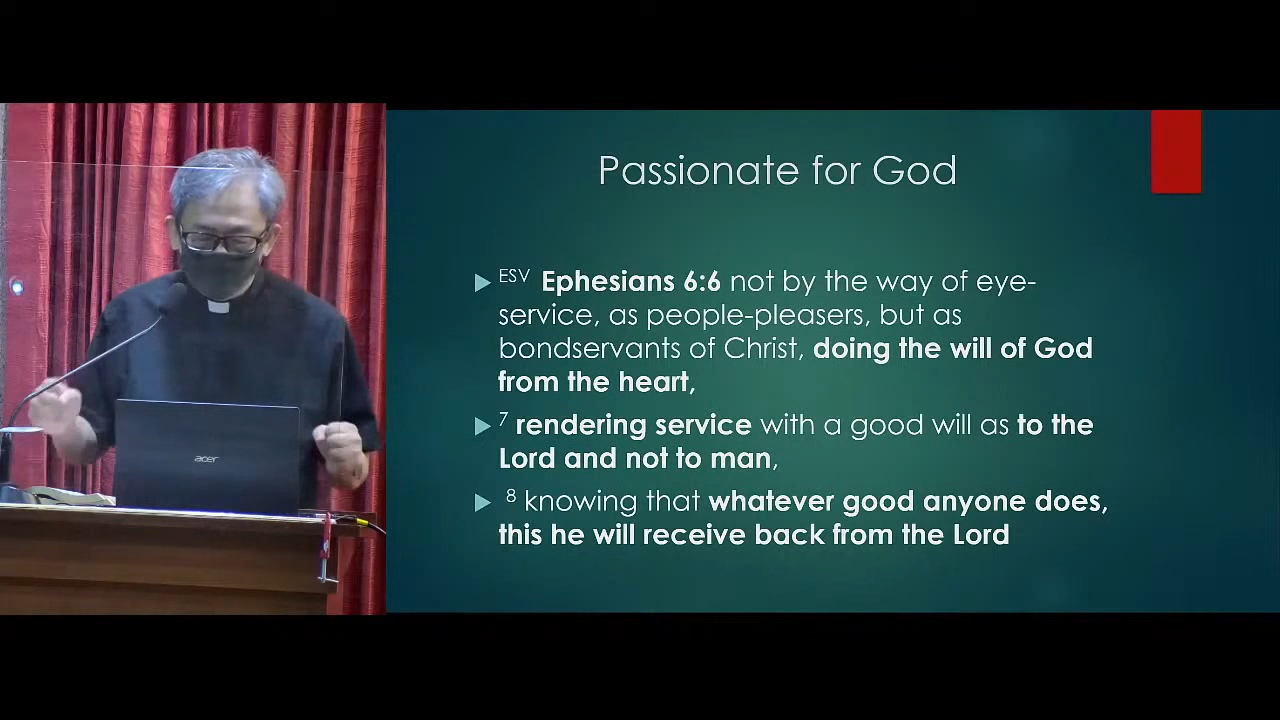 Passionate for God
ESV Ephesians 6:6 not by the way of eye-
service, as people-pleasers, but as
bondservants of Christ, doing the will of God
from the heart,
7 rendering service with a good will as to the
Lord and not to man,
8 knowing that whatever good anyone does,
this he will receive back from the Lord
acer